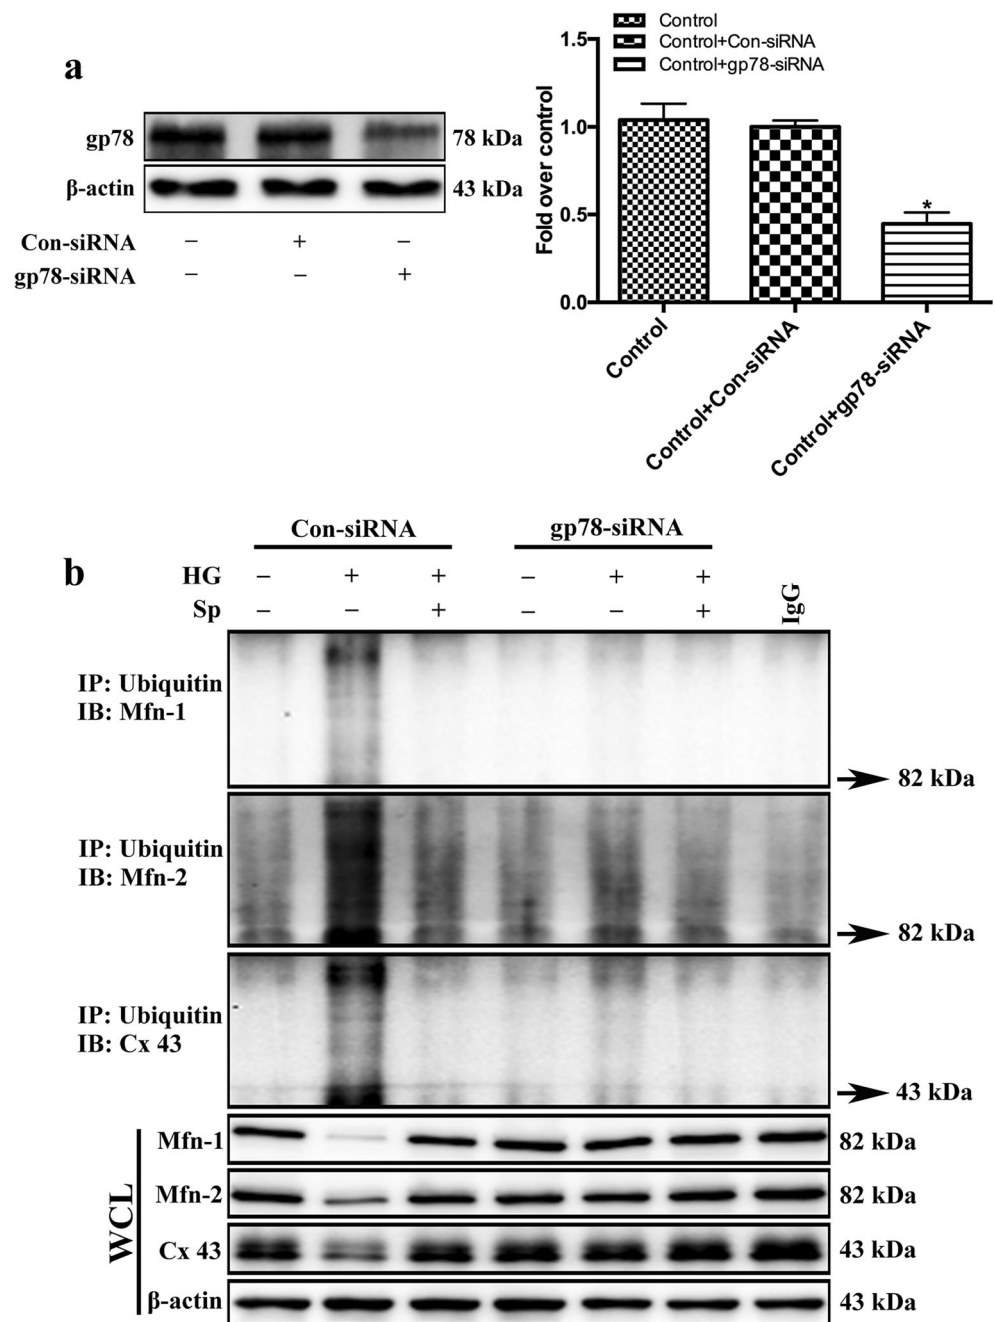 a
gp78
78 kDa
β-actin
43 kDa
Con-siRNA – + –
gp78-siRNA – – +
Control
Control+Con-siRNA
Control+gp78-siRNA
Fold over control
1.5
1.0
0.5
0.0
*
Control
Control+Con-siRNA
Control+gp78-siRNA
b
Con-siRNA gp78-siRNA
HG – + + – + +
Sp – – + – – + IgG
IP: Ubiquitin
IB: Mfn-1
82 kDa
IP: Ubiquitin
IB: Mfn-2
82 kDa
IP: Ubiquitin
IB: Cx 43
43 kDa
WCL
Mfn-1 82 kDa
Mfn-2 82 kDa
Cx 43 43 kDa
β-actin 43 kDa